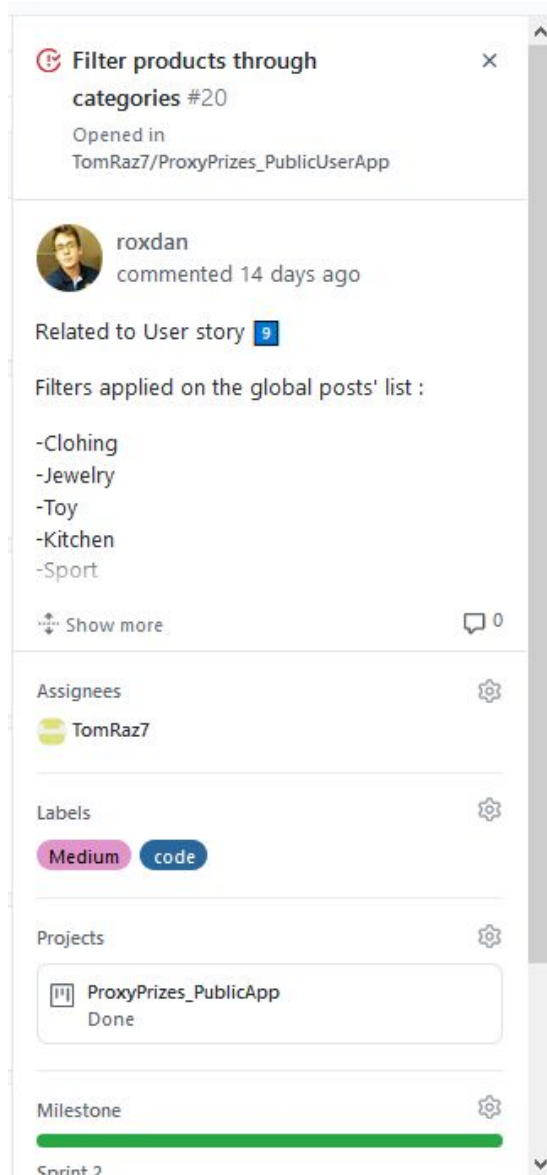 Filter products through
categories #20
Opened in
TomRaz7/ProxyPrizes_PublicUserApp
roxdan
commented 14 days ago
Related to User story 9
Filters applied on the global posts' list :
-Clohing
-Jewelry
-Toy
-Kitchen
-Sport
Show more 0
Assignees
TomRaz7
Labels
Medium code
Projects
ProxyPrizes_PublicApp
Done
Milestone
Sprint 2